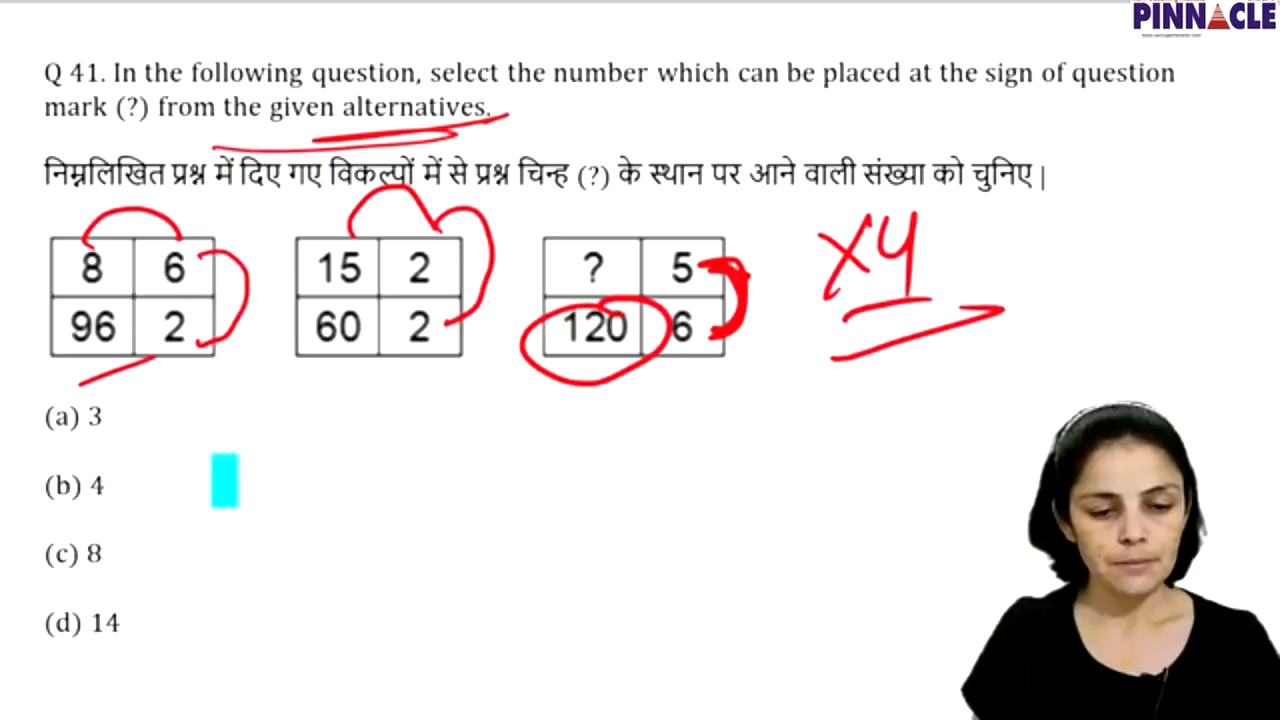 PINNACLE
Q 41. In the following question, select the number which can be placed at the sign of question
mark (?) from the given alternatives.
निम्नलिखित प्रश्न में दिए गए विकल्पों में से प्रश्न चिन्ह (?) के स्थान पर आने वाली संख्या को चुनिए |
8 6 15 2 ? 5 X4
96 2 60 2 120 6
(a) 3
(b) 4
(c) 8
(d) 14